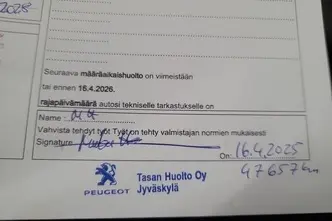 2025
Seuraava määräaikaishuolto on viimeistään
tai ennen 16.4.2026.
rajapäivämäärä autosi tekniselle tarkastukselle on
Name :
Vahvista tehdyt työt Työt on tehty valmistajan normien mukaisesti
Signature
On: 16.4.2025
47657km
PEUGEOT
Tasan Huolto Oy
Jyväskylä